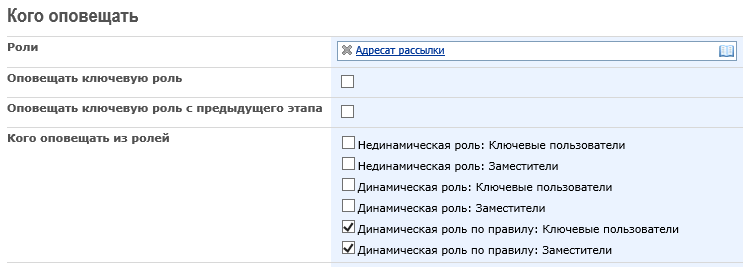 Кого оповещать
Роли
Адресат рассылки
Оповещать ключевую роль
Оповещать ключевую роль с предыдущего этапа
Кого оповещать из ролей
Нединамическая роль: Ключевые пользователи
Нединамическая роль: Заместители
Динамическая роль: Ключевые пользователи
Динамическая роль: Заместители
Динамическая роль по правилу: Ключевые пользователи
Динамическая роль по правилу: Заместители